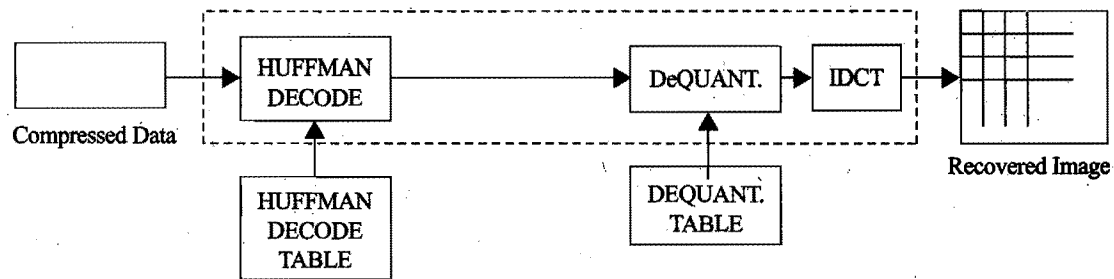 HUFFMAN
DECODE
DeQUANT.
IDCT
Compressed Data
Recovered Image
HUFFMAN
DECODE
TABLE
DEQUANT.
TABLE